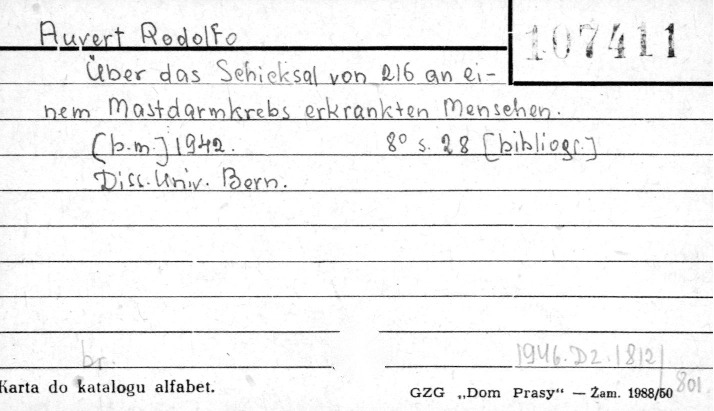 Auvert Rodolfo
107411
Über das Schicksal von 216 an ei-
nem Mastdarmkrebs erkrankten Menschen.
[b.m.] 1942. 8° s. 28 [bibliogr.]
Diss. Univ. Bern.
br.
1946.D2.1812/
801.
Karta do katalogu alfabet.
GZG „Dom Prasy“ — Żam. 1988/50